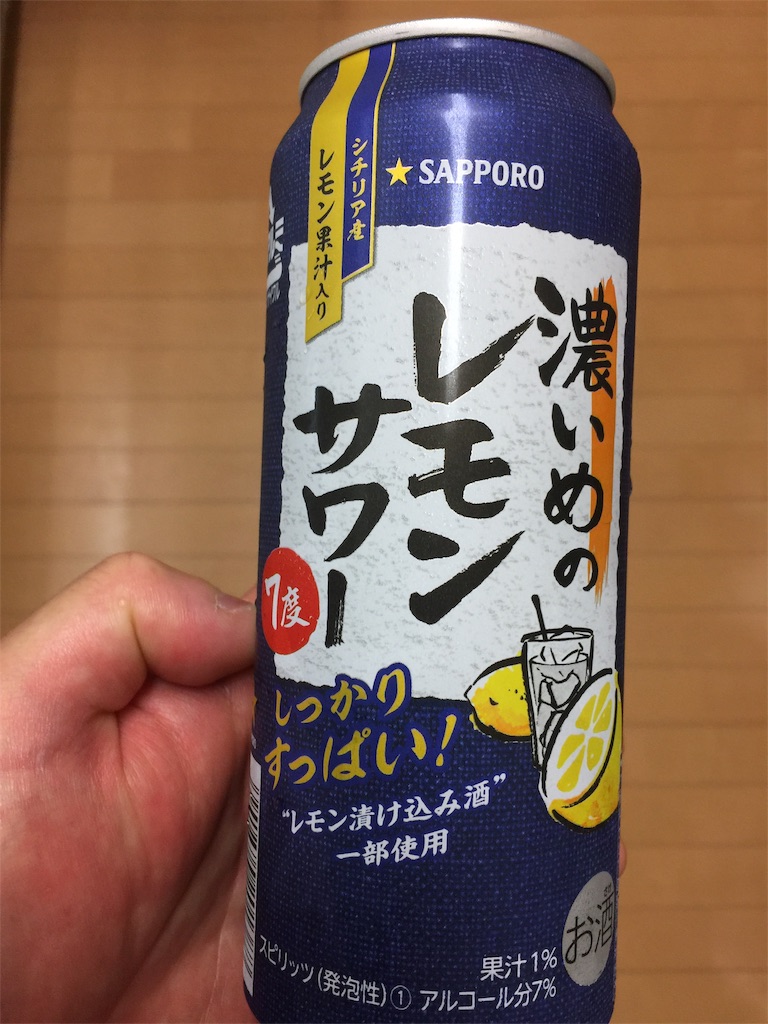 シチリア産
レモン果汁入り
SAPPORO
濃いめの
レモン
サワー
7度
しっかり
すっぱい!
“レモン漬け込み酒”
一部使用
お酒
果汁1%
スピリッツ(発泡性)① アルコール分7%